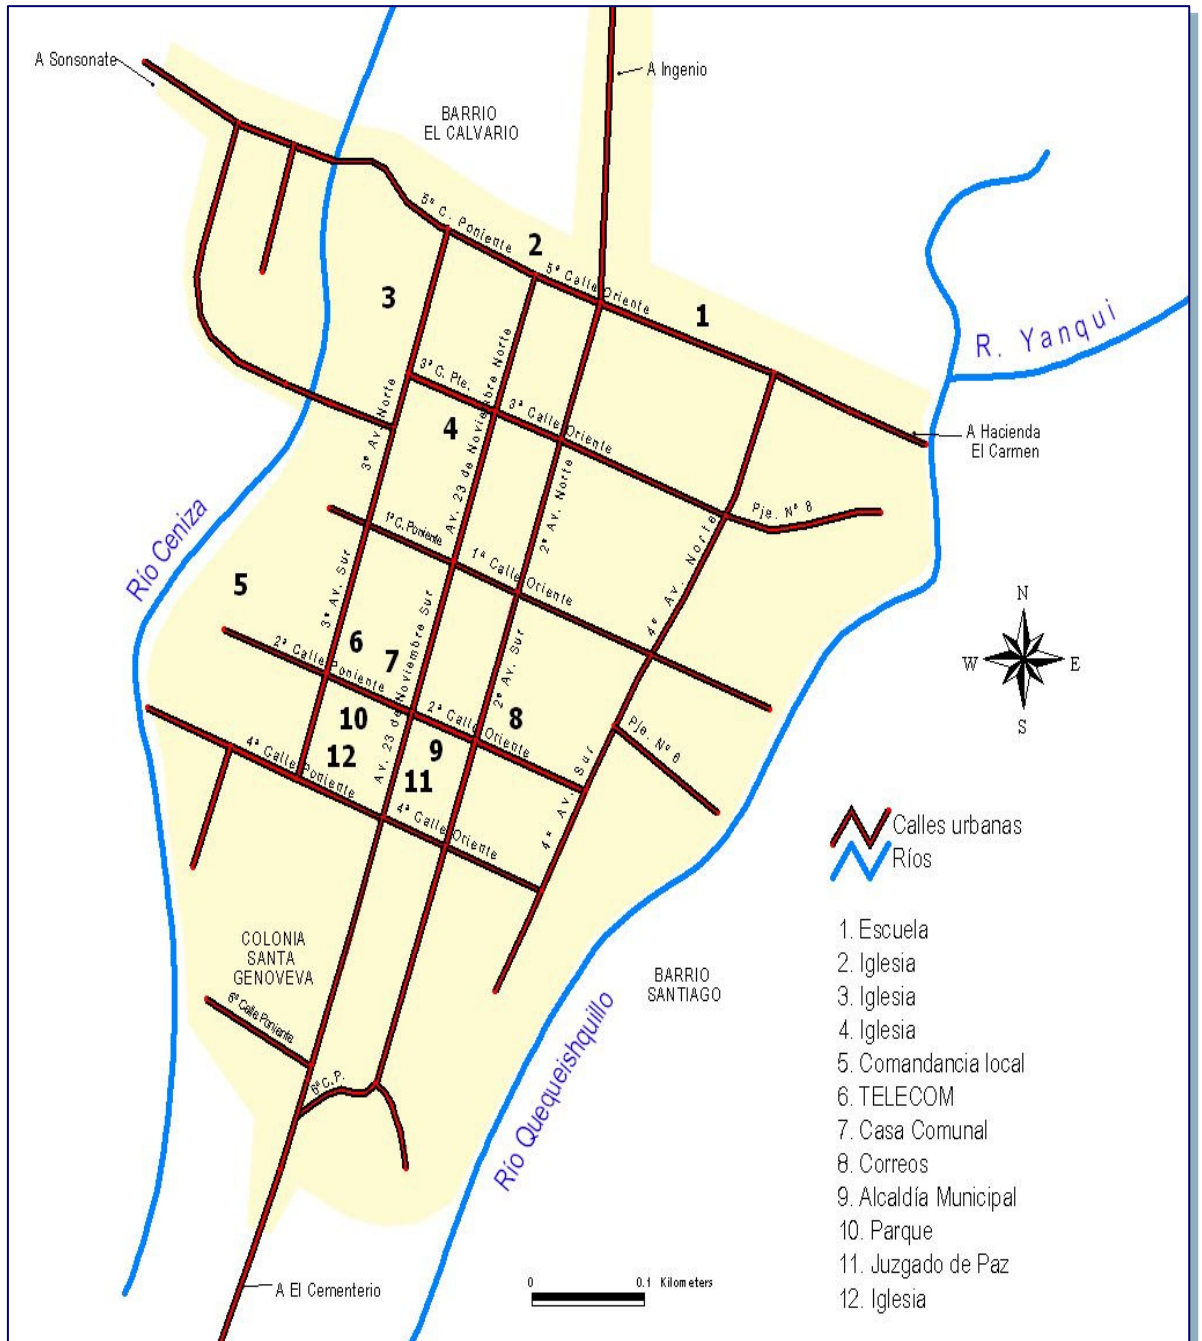 A Sonsonate
A Ingenio
BARRIO
EL CALVARIO
5ª C. Poniente
2
5ª Calle Oriente
3
1
R. Yanqui
3ª C. Pte.
3ª Av. Norte
4
Av. 23 de Noviembre Norte
3ª Calle Oriente
2ª Av. Norte
A Hacienda
El Carmen
Pje. Nº 8
4ª Av. Norte
1ª C. Poniente
1ª Calle Oriente
Río Ceniza
5
3ª Av. Sur
6
7
2ª Calle Poniente
Av. 23 de Noviembre Sur
2ª Av. Sur
N
W
E
S
10
2ª Calle Oriente
8
9
Pje. Nº 6
12
11
4ª Calle Poniente
4ª Calle Oriente
4ª Av. Sur
Calles urbanas
Ríos
COLONIA
SANTA
GENOVEVA
BARRIO
SANTIAGO
6ª Calle Poniente
6ª C.P.
Río Quequeishquillo
A El Cementerio
0 0.1 Kilometers
1. Escuela
2. Iglesia
3. Iglesia
4. Iglesia
5. Comandancia local
6. TELECOM
7. Casa Comunal
8. Correos
9. Alcaldía Municipal
10. Parque
11. Juzgado de Paz
12. Iglesia